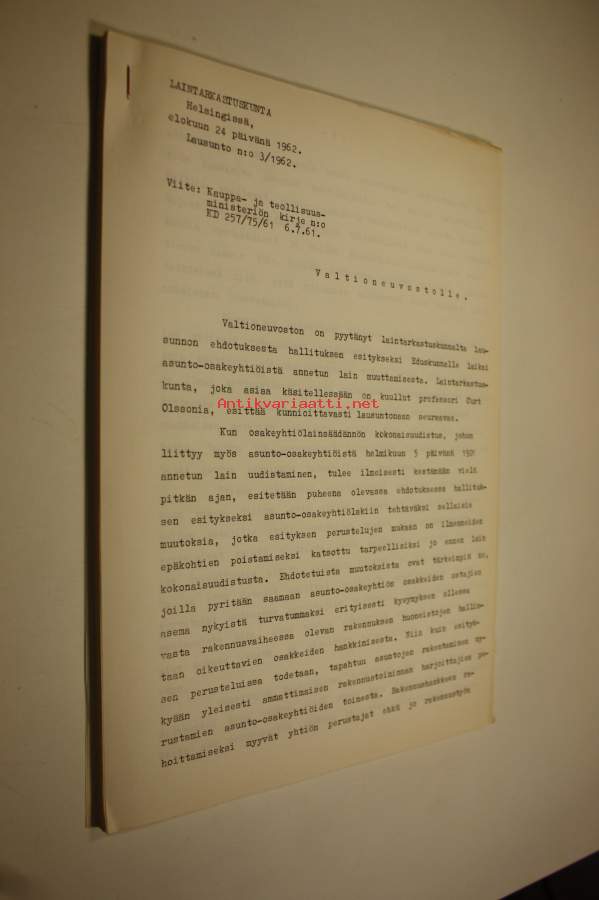 LAINTARKASTUSKUNTA
Helsingissä,
elokuun 24 päivänä 1962.
Lausunto n:o 3/1962.
Viite: Kauppa- ja teollisuus-
ministeriön kirje n:o
KD 257/75/61 6.7.61.
Valtioneuvostolle.
Valtioneuvoston on pyytänyt laintarkastuskunnalta lau-
sunnon ehdotuksesta hallituksen esitykseksi Eduskunnalle laiksi
asunto-osakeyhtiöistä annetun lain muuttamisesta. Laintarkastus-
kunta, joka asiaa käsitellessään on kuullut professori Curt
Antikvariaatti.net
Olssonia, esittää kunnioittavasti lausuntonaan seuraavaa.
Kun osakeyhtiölainsäädännön kokonaisuudistus, johon
liittyy myös asunto-osakeyhtiöistä helmikuun 5 päivänä
annetun lain uudistaminen, tulee ilmeisesti kestämään vielä
pitkän ajan, esitetään puheena olevassa ehdotuksessa hallituk-
sen esitykseksi asunto-osakeyhtiölakiin tehtäväksi sellaisia
muutoksia, jotka esityksen perustelujen mukaan on ilmenneiden
epäkohtien poistamiseksi katsottu tarpeellisiksi jo ennen lain
kokonaisuudistusta. Ehdotetuista muutoksista ovat tärkeimpiä ne,
joilla pyritään saamaan asunto-osakeyhtiön osakkeiden ostajien
asema nykyistä turvatummaksi erityisesti kysymyksen ollessa
vasta rakennusvaiheessa olevan rakennuksen huoneistojen hallin-
taan oikeuttavien osakkeiden hankkimisesta. Niin kuin esityk-
sen perusteluissa todetaan, tapahtuu asuntojen rakentaminen ny-
kyään yleisesti ammattimaisen rakennustoiminnan harjoittajien pe-
rustamien asunto-osakeyhtiöiden toimesta. Rakennushankkeen ra-
hoittamiseksi myyvät yhtiön perustajat ehkä jo rakennustyön